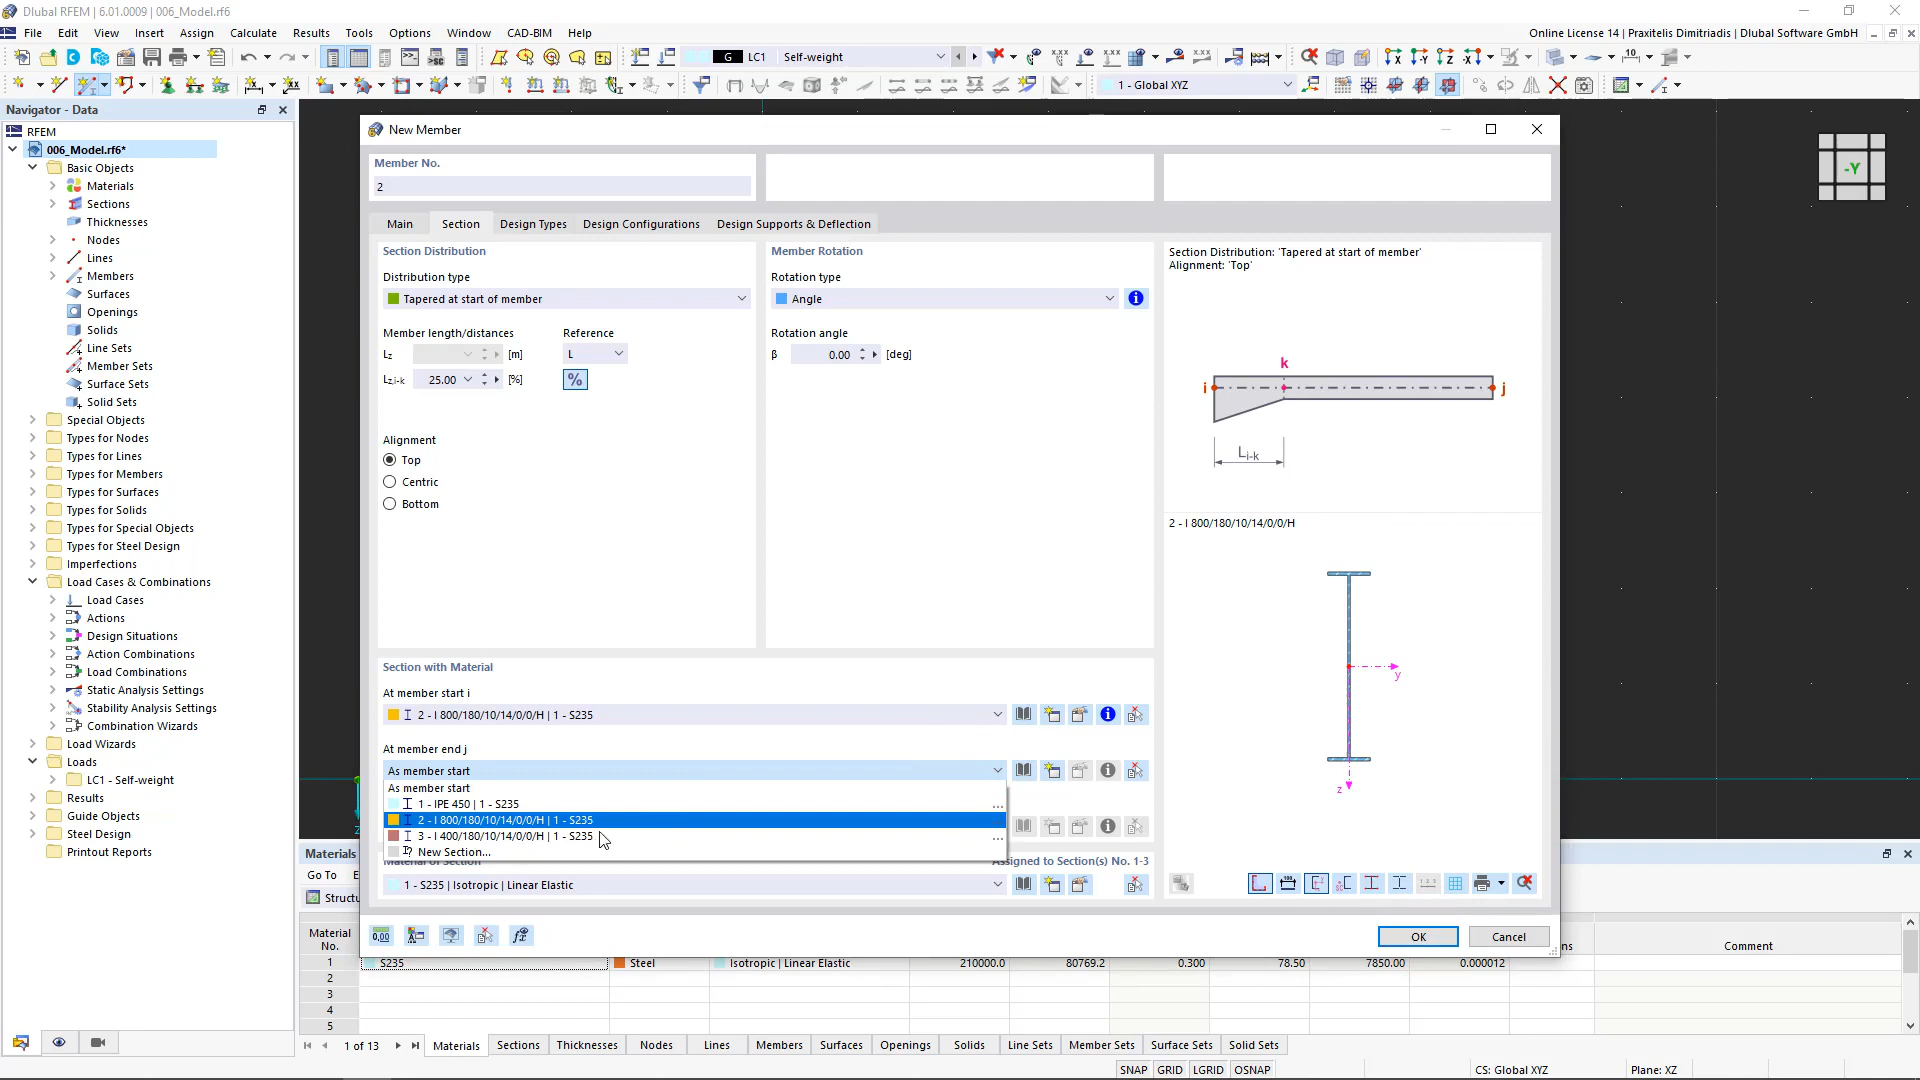 Dlubal RFEM | 6.01.0009 | 006_Model.rf6
File Edit View Insert Assign Calculate Results Tools Options Window CAD-BIM Help
Online License 14 | Praxitelis Dimitriadis | Dlubal Software GmbH
G LC1 Self-weight
1 - Global XYZ
Navigator - Data
RFEM
006_Model.rf6*
Basic Objects
Materials
Sections
Thicknesses
Nodes
Lines
Members
Surfaces
Openings
Solids
Line Sets
Member Sets
Surface Sets
Solid Sets
Special Objects
Types for Nodes
Types for Lines
Types for Members
Types for Surfaces
Types for Solids
Types for Special Objects
Types for Steel Design
Imperfections
Load Cases & Combinations
Load Cases
Actions
Design Situations
Action Combinations
Load Combinations
Static Analysis Settings
Stability Analysis Settings
Combination Wizards
Load Wizards
Loads
LC1 - Self-weight
Results
Guide Objects
Steel Design
Printout Reports
New Member
Member No.
2
Main Section Design Types Design Configurations Design Supports & Deflection
Section Distribution
Distribution type
Tapered at start of member
Member length/distances Reference
Lz [m] L
Lz,i-k 25.00 [%] %
Alignment
Top
Centric
Bottom
Member Rotation
Rotation type
Angle
Rotation angle
β 0.00 [deg]
Section Distribution: 'Tapered at start of member'
Alignment: 'Top'
k
i j
Li-k
2 - I 800/180/10/14/0/0/H
y
z
-Y
Section with Material
At member start i
2 - I 800/180/10/14/0/0/H | 1 - S235
At member end j
As member start
As member start
1 - IPE 450 | 1 - S235
2 - I 800/180/10/14/0/0/H | 1 - S235
3 - I 400/180/10/14/0/0/H | 1 - S235
New Section...
Material of Section Assigned to Section(s) No. 1-3
1 - S235 | Isotropic | Linear Elastic
OK Cancel
Materials
Go To
Material
No. Comment
1 S235 Steel Isotropic | Linear Elastic 210000.0 80769.2 0.300 78.50 7850.00 0.000012
2
3
4
5
1 of 13 Materials Sections Thicknesses Nodes Lines Members Surfaces Openings Solids Line Sets Member Sets Surface Sets Solid Sets
SNAP GRID LGRID OSNAP CS: Global XYZ Plane: XZ